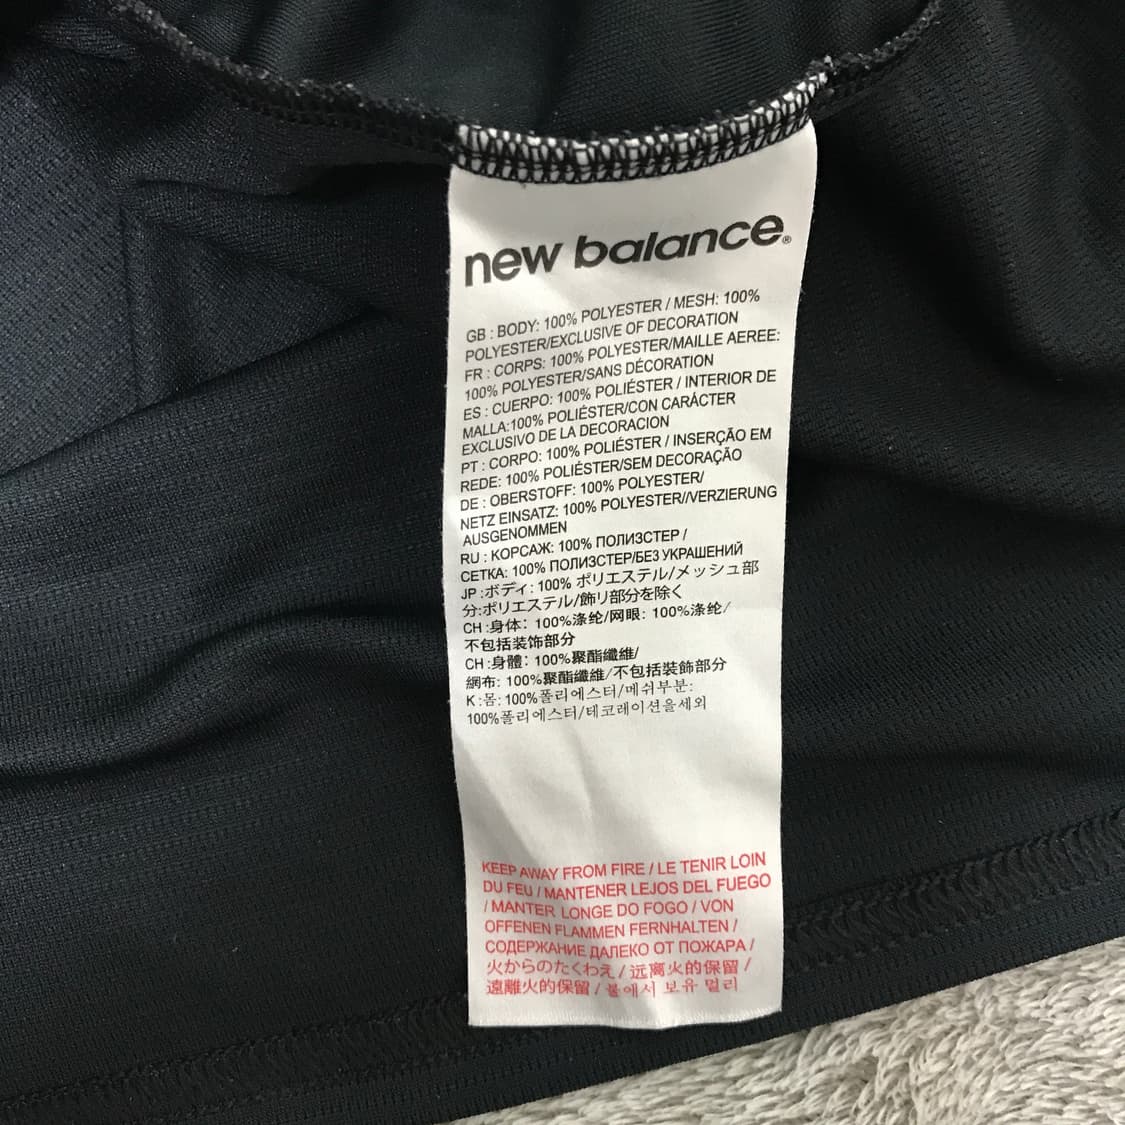 new balance®
GB : BODY: 100% POLYESTER / MESH: 100%
POLYESTER/EXCLUSIVE OF DECORATION
FR : CORPS: 100% POLYESTER/MAILLE AEREE:
100% POLYESTER/SANS DÉCORATION
ES : CUERPO: 100% POLIÉSTER / INTERIOR DE
MALLA:100% POLIÉSTER/CON CARÁCTER
EXCLUSIVO DE LA DECORACION
PT : CORPO: 100% POLIÉSTER / INSERÇÃO EM
REDE: 100% POLIÉSTER/SEM DECORAÇÃO
DE : OBERSTOFF: 100% POLYESTER/
NETZ EINSATZ: 100% POLYESTER//VERZIERUNG
AUSGENOMMEN
RU : КОРСАЖ: 100% ПОЛИЗСТЕР /
СЕТКА: 100% ПОЛИЗСТЕР/БЕЗ УКРАШЕНИЙ
JP :ボディ: 100% ポリエステル/メッシュ部
分:ポリエステル/飾り部分を除く
CH :身体: 100%涤纶/网眼: 100%涤纶/
不包括装饰部分
CH :身體: 100%聚酯纖維/
網布: 100%聚酯纖維/不包括裝飾部分
K :몸: 100%폴리에스터/메쉬부분:
100%폴리에스터/테코레이션을세외
KEEP AWAY FROM FIRE / LE TENIR LOIN
DU FEU / MANTENER LEJOS DEL FUEGO
/ MANTER LONGE DO FOGO / VON
OFFENEN FLAMMEN FERNHALTEN /
СОДЕРЖАНИЕ ДАЛЕКО ОТ ПОЖАРА /
火からのたくわえ / 远离火的保留 /
遠離火的保留 / 불에서 보유 멀리